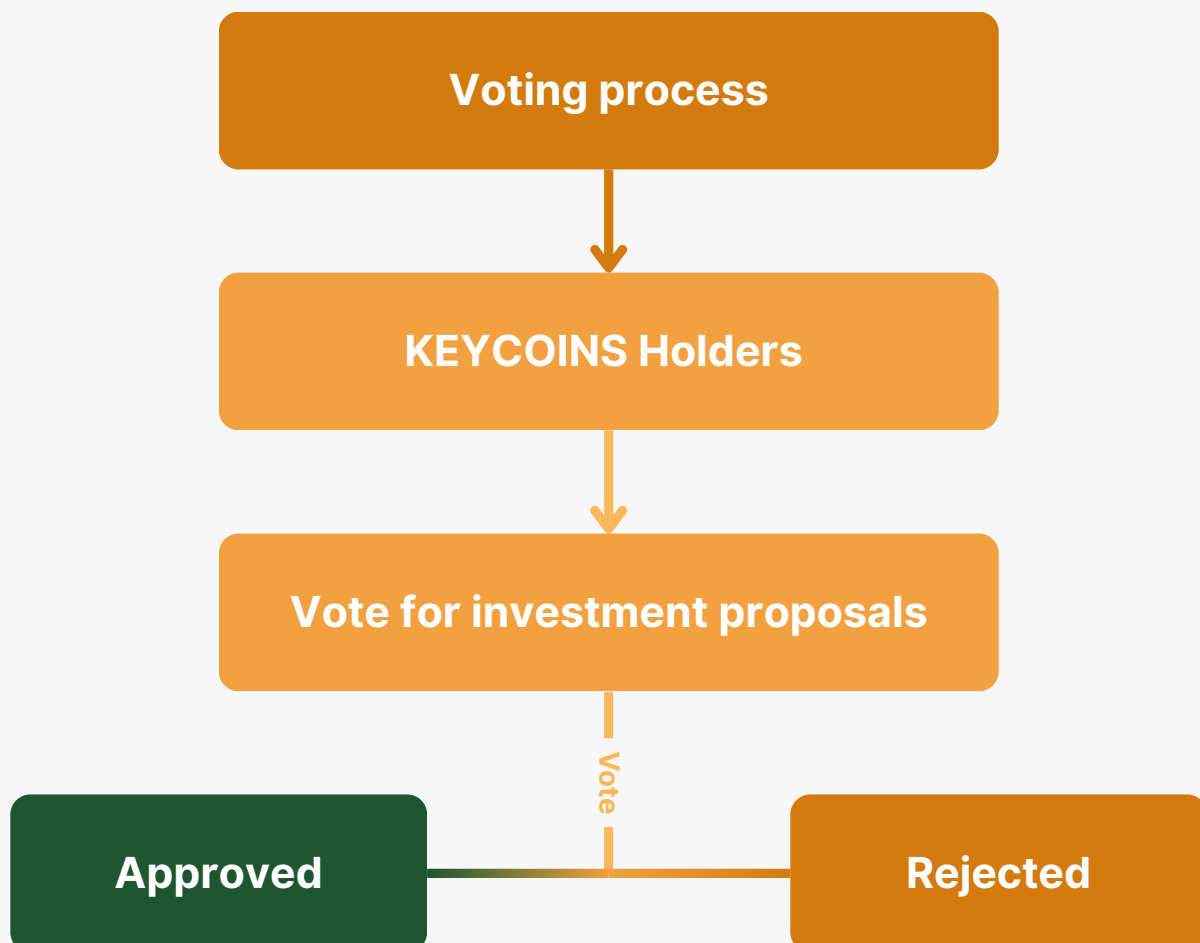 Voting process
KEYCOINS Holders
Vote for investment proposals
Vote
Approved
Rejected